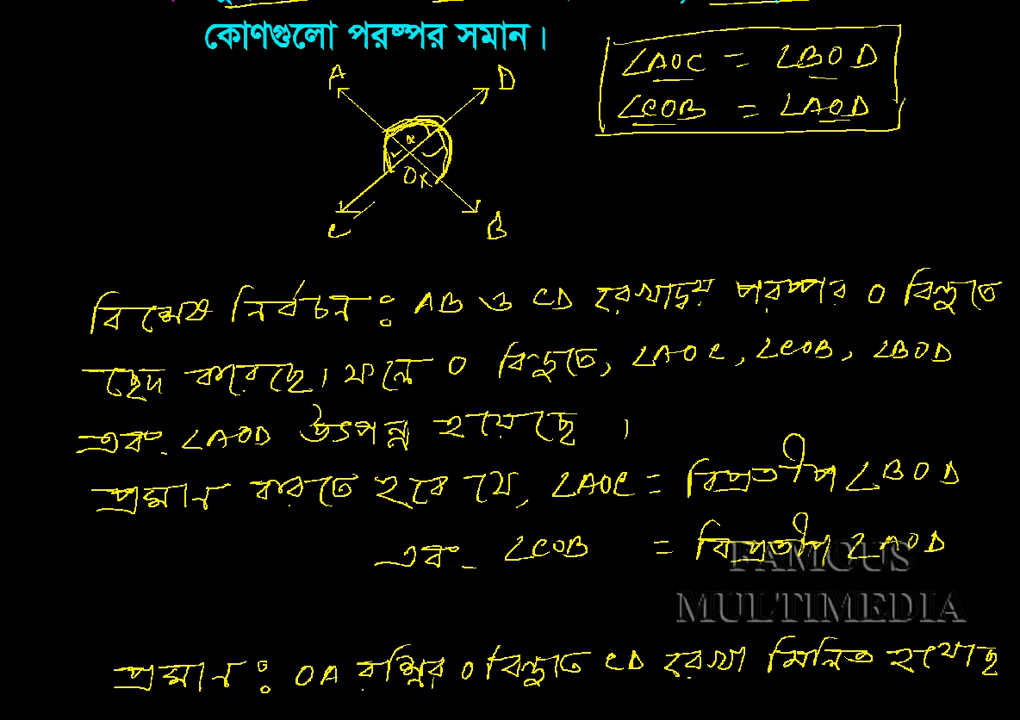 কোণগুলো পরষ্পর সমান।
∠AOC = ∠BOD
∠COB = ∠AOD
A
D
O
C
B
বিশেষ নির্বচন: AB ও CD রেখাদ্বয় পরষ্পর O বিন্দুতে
ছেদ করেছে। ফলে O বিন্দুতে, ∠AOC, ∠COB, ∠BOD
এবং ∠AOD উৎপন্ন হয়েছে।
প্রমান করতে হবে যে, ∠AOC = বিপ্রতীপ ∠BOD
এবং ∠COB = বিপ্রতীপ ∠AOD
FAMOUS
MULTIMEDIA
প্রমান: OA রশ্মির O বিন্দুতে CD রেখা মিলিত হয়েছে